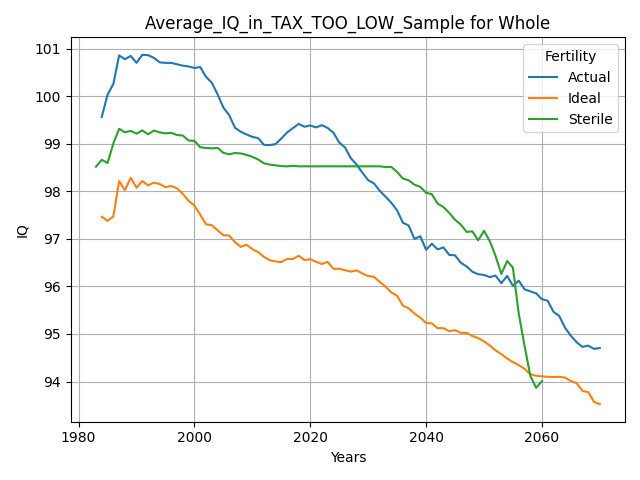 Average_IQ_in_TAX_TOO_LOW_Sample for Whole
Fertility
Actual
Ideal
Sterile
101
100
99
98
97
96
95
94
IQ
1980
2000
2020
2040
2060
Years